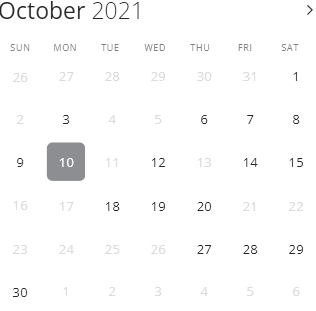 October 2021
SUN MON TUE WED THU FRI SAT
26 27 28 29 30 31 1
2 3 4 5 6 7 8
9 10 11 12 13 14 15
16 17 18 19 20 21 22
23 24 25 26 27 28 29
30 1 2 3 4 5 6